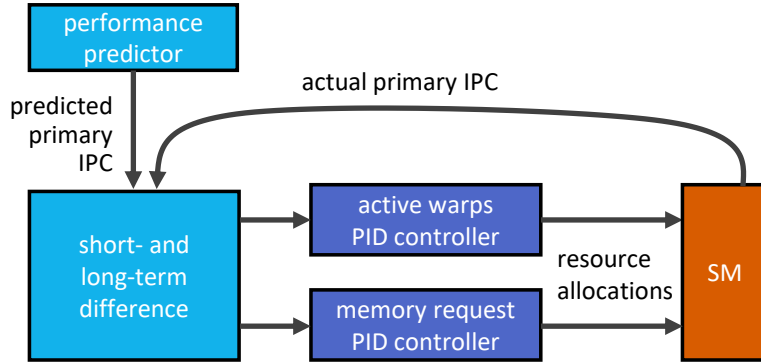 performance
predictor
actual primary IPC
predicted
primary
IPC
short- and
long-term
difference
active warps
PID controller
memory request
PID controller
resource
allocations
SM